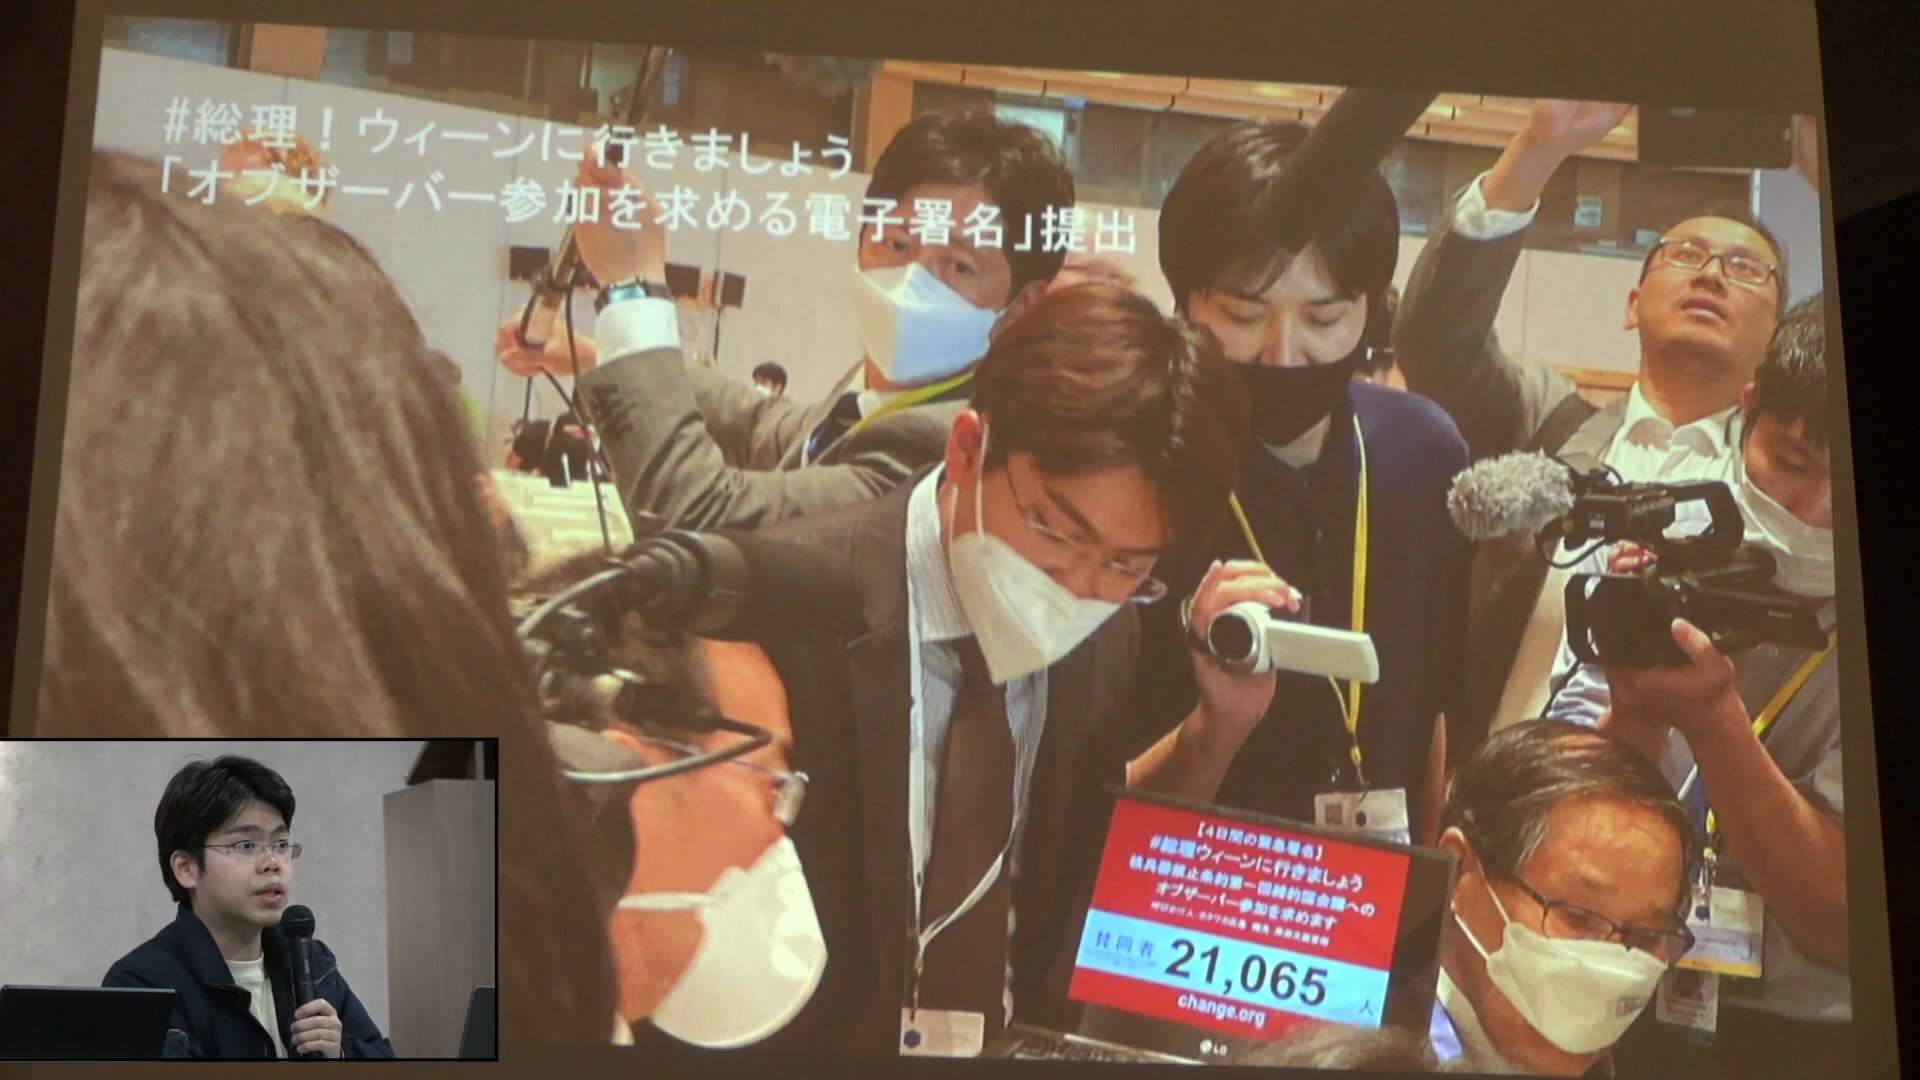 #総理！ウィーンに行きましょう
「オブザーバー参加を求める電子署名」提出
【4日間の緊急署名】
#総理ウィーンに行きましょう
核兵器禁止条約第一回締約国会議への
オブザーバー参加を求めます
賛同者 21,065 人
change.org
LG